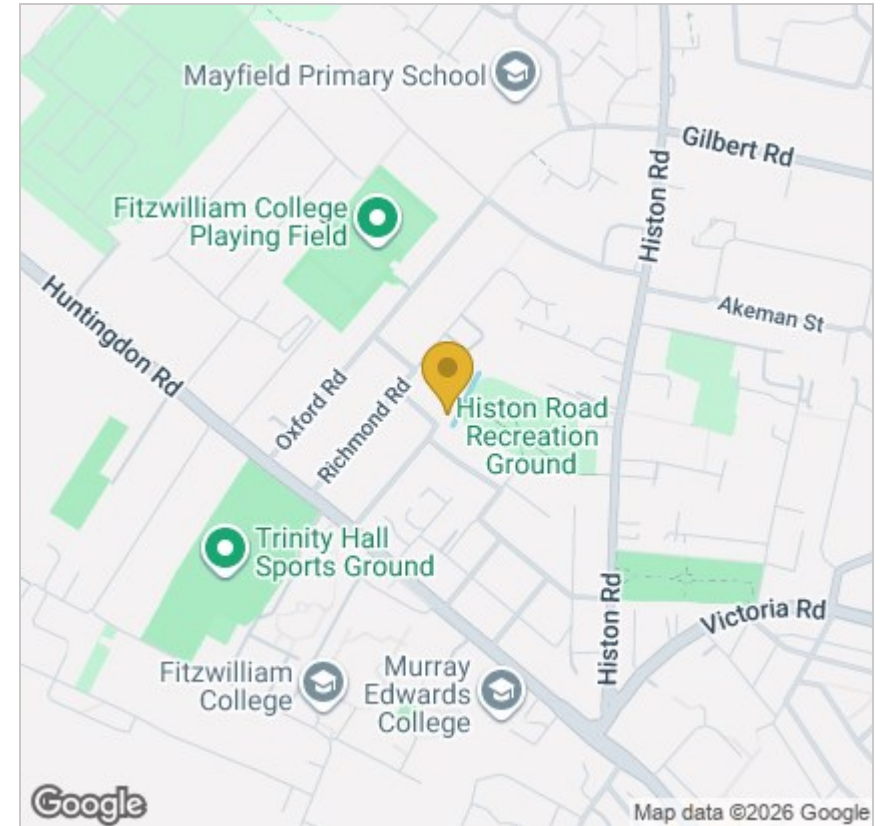 Mayfield Primary School
Gilbert Rd
Histon Rd
Fitzwilliam College
Playing Field
Akeman St
Huntingdon Rd
Oxford Rd
Richmond Rd
Histon Road
Recreation
Ground
Trinity Hall
Sports Ground
Histon Rd
Victoria Rd
Fitzwilliam
College
Murray
Edwards
College
Google
Map data ©2026 Google